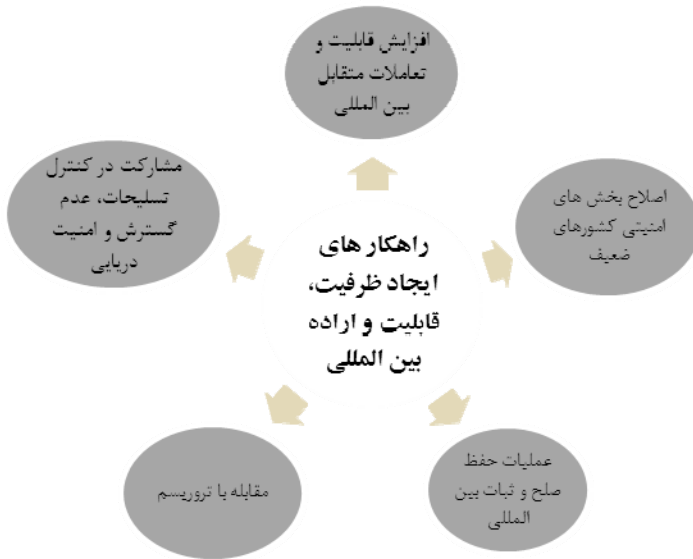 افزایش قابلیت و
تعاملات متقابل
بین المللی
مشارکت در کنترل
تسلیحات، عدم
گسترش و امنیت
دریایی
اصلاح بخش های
امنیتی کشورهای
ضعیف
راهکار های
ایجاد ظرفیت،
قابلیت و اراده
بین المللی
عملیات حفظ
صلح و ثبات بین
المللی
مقابله با تروریسم